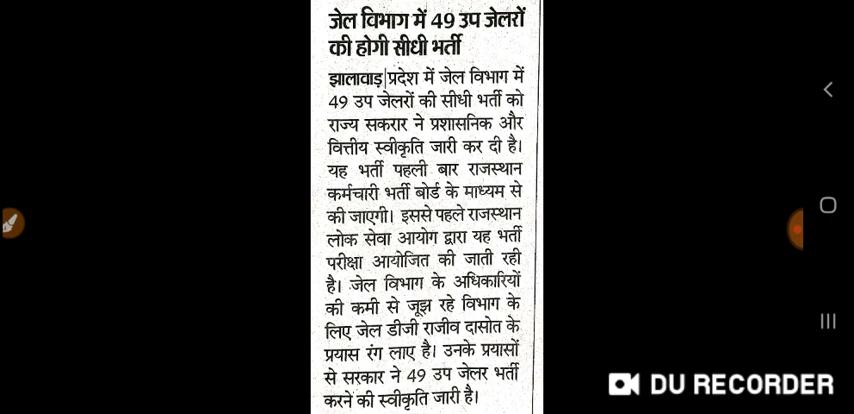 जेल विभाग में 49 उप जेलरों
की होगी सीधी भर्ती
झालावाड़|प्रदेश में जेल विभाग में
49 उप जेलरों की सीधी भर्ती को
राज्य सकरार ने प्रशासनिक और
वित्तीय स्वीकृति जारी कर दी है।
यह भर्ती पहली बार राजस्थान
कर्मचारी भर्ती बोर्ड के माध्यम से
की जाएगी। इससे पहले राजस्थान
लोक सेवा आयोग द्वारा यह भर्ती
परीक्षा आयोजित की जाती रही
है। जेल विभाग के अधिकारियों
की कमी से जूझ रहे विभाग के
लिए जेल डीजी राजीव दासोत के
प्रयास रंग लाए है। उनके प्रयासों
से सरकार ने 49 उप जेलर भर्ती
करने की स्वीकृति जारी है।
DU RECORDER